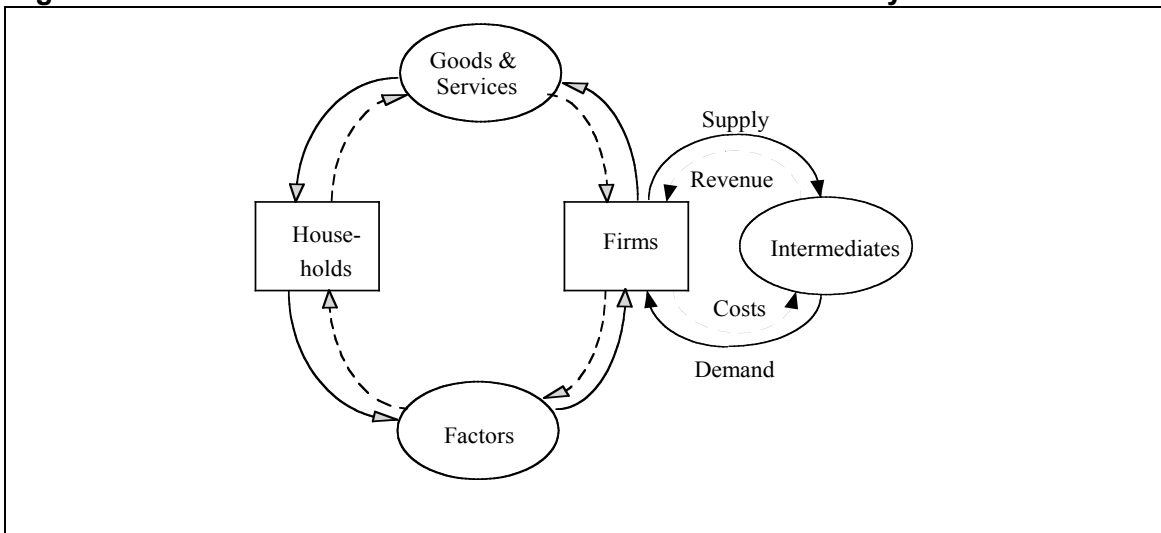 Goods &
Services
Supply
Revenue
House-
holds
Firms
Intermediates
Costs
Demand
Factors